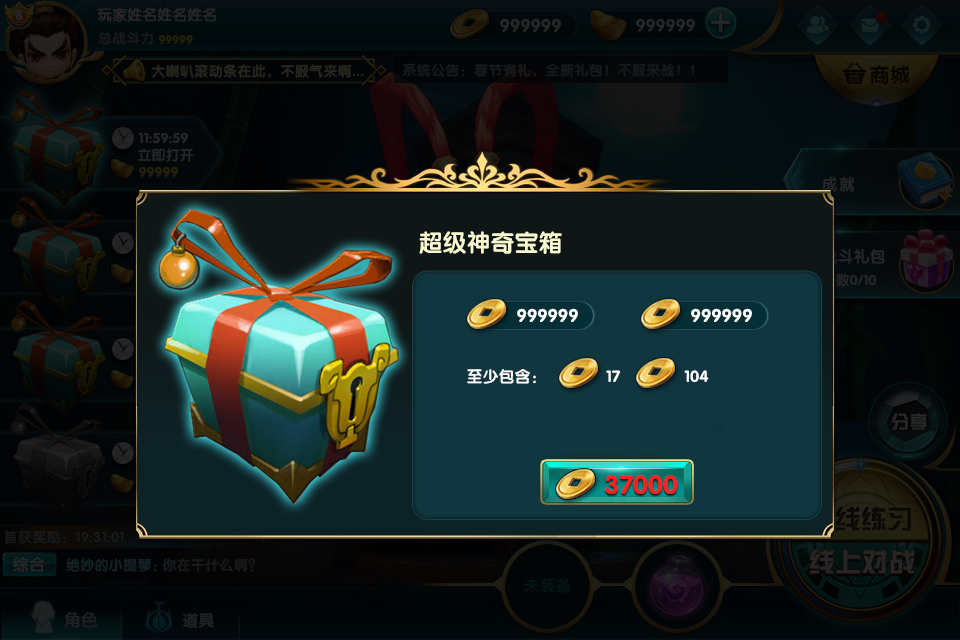 8
玩家姓名姓名姓名
总战斗力 99999
999999
999999
大喇叭滚动条在此，不服气来啊...
系统公告：春节有礼，全新礼包！不服来战！！
商城
11:59:59
立即打开
99999
成就
斗礼包
数0/10
超级神奇宝箱
999999
999999
至少包含：
17
104
37000
分享
线练习
线上对战
首获奖励：19:31:01
综合
绝妙的小提琴：你在干什么啊？
未装备
角色
道具